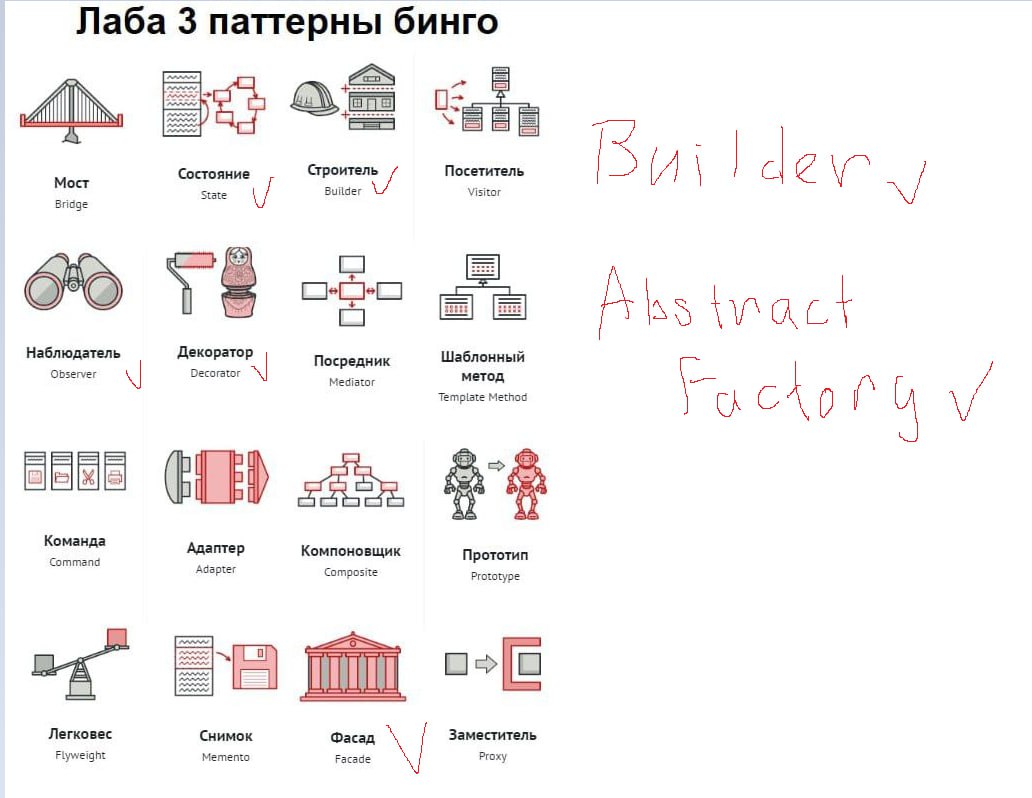 Лаба 3 паттерны бинго
Мост
Bridge
Состояние
State
Строитель
Builder
Посетитель
Visitor
Builder
Наблюдатель
Observer
Декоратор
Decorator
Посредник
Mediator
Шаблонный
метод
Template Method
Abstract
Factory
Команда
Command
Адаптер
Adapter
Компоновщик
Composite
Прототип
Prototype
Легковес
Flyweight
Снимок
Memento
Фасад
Facade
Заместитель
Proxy